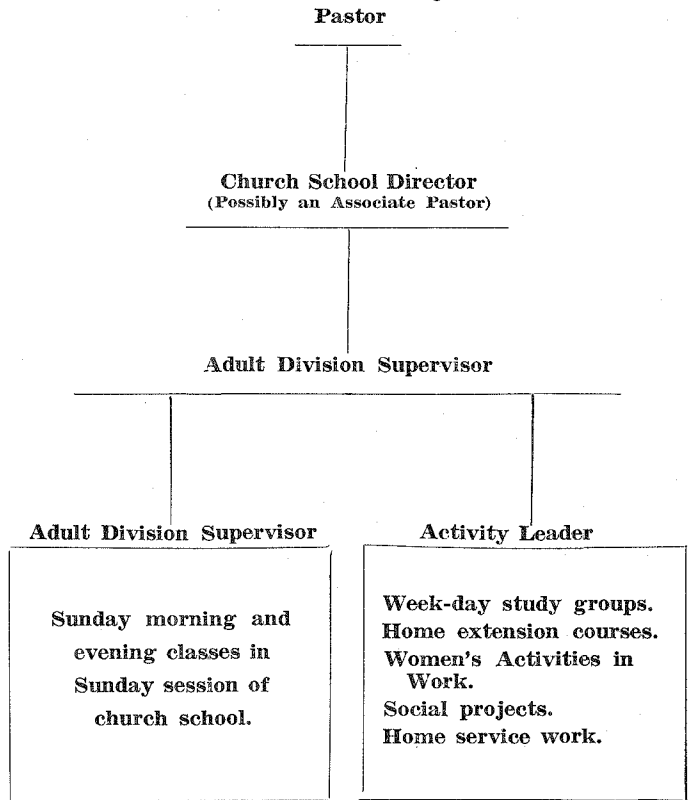 Pastor
Church School Director
(Possibly an Associate Pastor)
Adult Division Supervisor
Adult Division Supervisor
Activity Leader
Sunday morning and
evening classes in
Sunday session of
church school.
Week-day study groups.
Home extension courses.
Women's Activities in
Work.
Social projects.
Home service work.